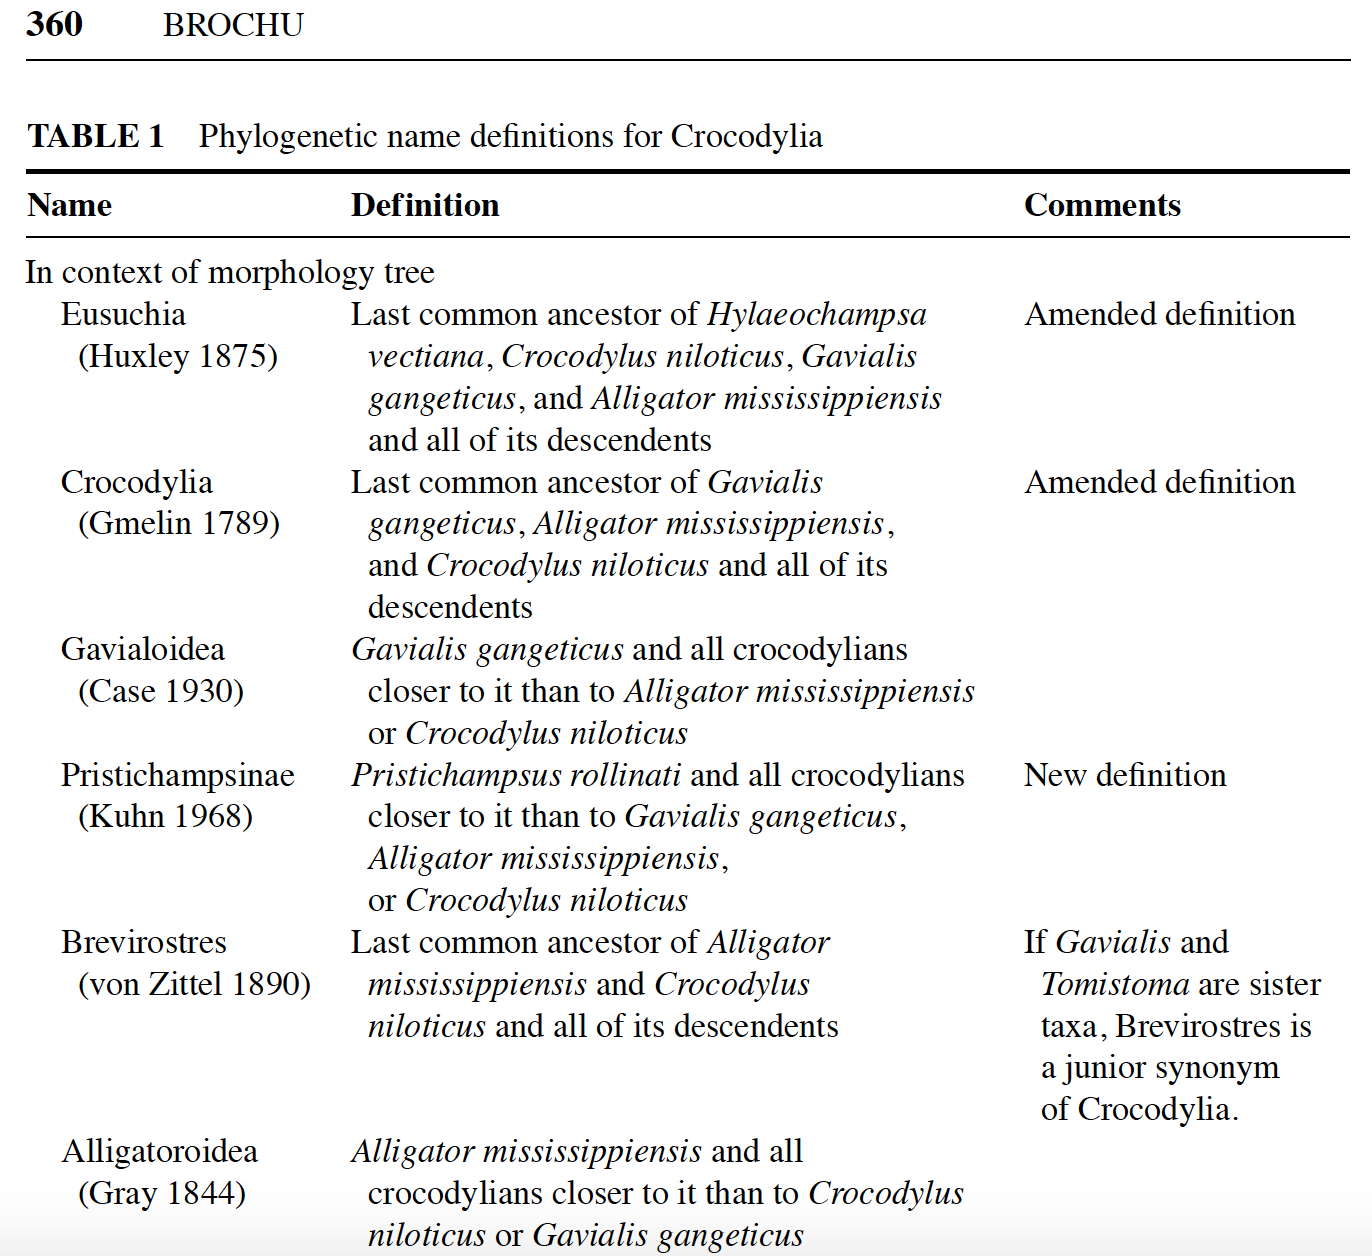 360 BROCHU
TABLE 1 Phylogenetic name definitions for Crocodylia
Name Definition Comments
In context of morphology tree
Eusuchia Last common ancestor of Hylaeochampsa Amended definition
(Huxley 1875) vectiana, Crocodylus niloticus, Gavialis
gangeticus, and Alligator mississippiensis
and all of its descendents
Crocodylia Last common ancestor of Gavialis Amended definition
(Gmelin 1789) gangeticus, Alligator mississippiensis,
and Crocodylus niloticus and all of its
descendents
Gavialoidea Gavialis gangeticus and all crocodylians
(Case 1930) closer to it than to Alligator mississippiensis
or Crocodylus niloticus
Pristichampsinae Pristichampsus rollinati and all crocodylians New definition
(Kuhn 1968) closer to it than to Gavialis gangeticus,
Alligator mississippiensis,
or Crocodylus niloticus
Brevirostres Last common ancestor of Alligator If Gavialis and
(von Zittel 1890) mississippiensis and Crocodylus Tomistoma are sister
niloticus and all of its descendents taxa, Brevirostres is
a junior synonym
of Crocodylia.
Alligatoroidea Alligator mississippiensis and all
(Gray 1844) crocodylians closer to it than to Crocodylus
niloticus or Gavialis gangeticus